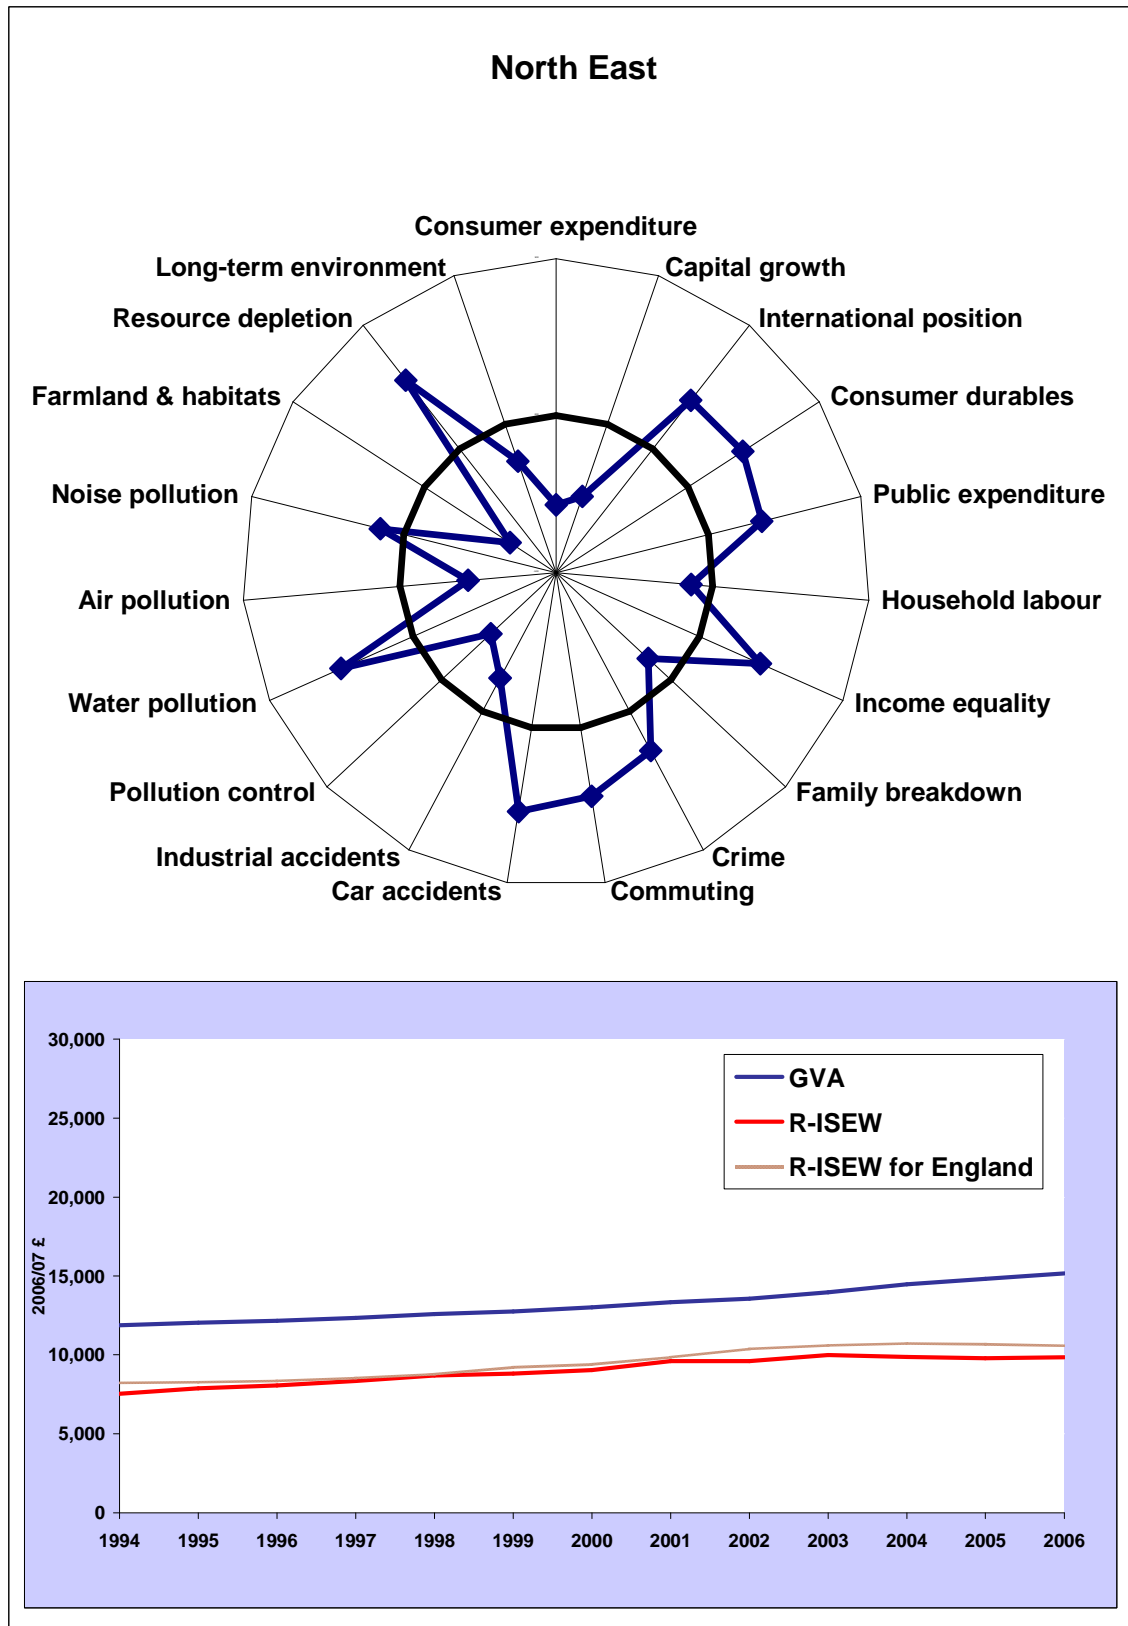 North East
Consumer expenditure
Long-term environment
Capital growth
Resource depletion
International position
Farmland & habitats
Consumer durables
Noise pollution
Public expenditure
Air pollution
Household labour
Water pollution
Income equality
Pollution control
Family breakdown
Industrial accidents
Crime
Car accidents
Commuting
30,000
25,000
20,000
15,000
10,000
5,000
0
2006/07 £
GVA
R-ISEW
R-ISEW for England
1994 1995 1996 1997 1998 1999 2000 2001 2002 2003 2004 2005 2006